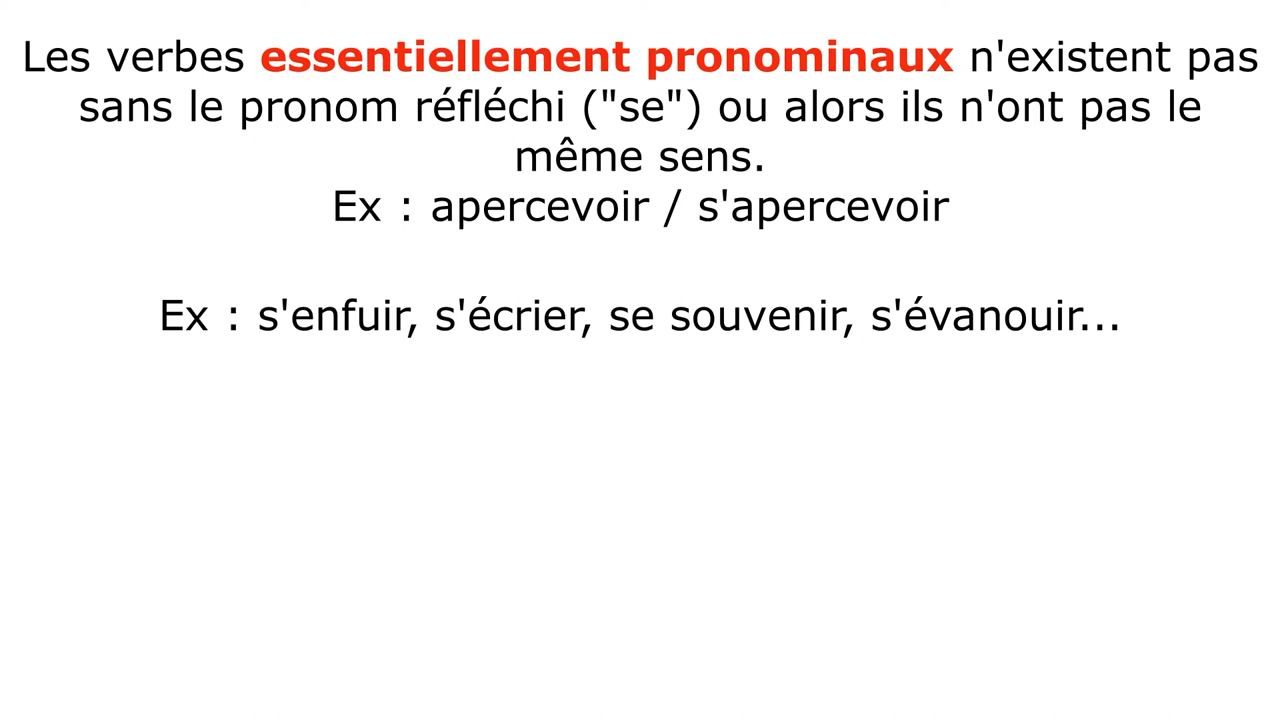 Les verbes essentiellement pronominaux n'existent pas
sans le pronom réfléchi ("se") ou alors ils n'ont pas le
même sens.
Ex : apercevoir / s'apercevoir
Ex : s'enfuir, s'écrier, se souvenir, s'évanouir...